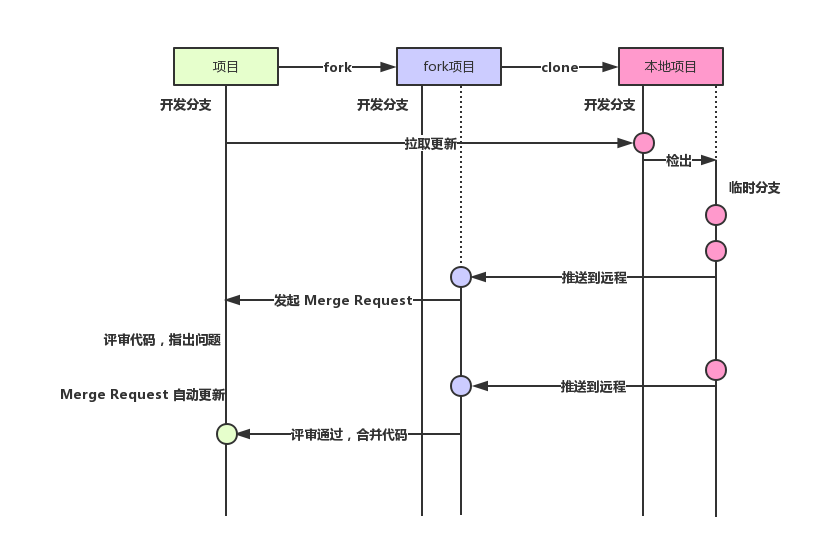 项目
fork
fork项目
clone
本地项目
开发分支
开发分支
开发分支
拉取更新
检出
临时分支
推送到远程
发起 Merge Request
评审代码，指出问题
推送到远程
Merge Request 自动更新
评审通过，合并代码